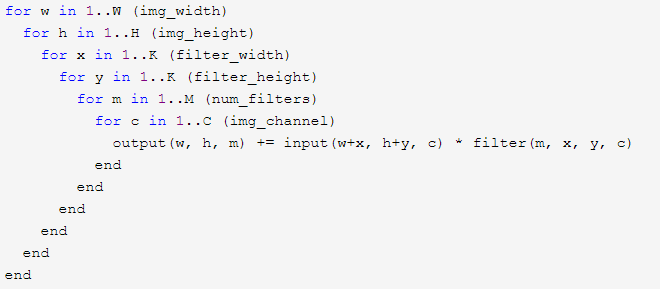 for w in 1..W (img_width)
  for h in 1..H (img_height)
    for x in 1..K (filter_width)
      for y in 1..K (filter_height)
        for m in 1..M (num_filters)
          for c in 1..C (img_channel)
            output(w, h, m) += input(w+x, h+y, c) * filter(m, x, y, c)
          end
        end
      end
    end
  end
end